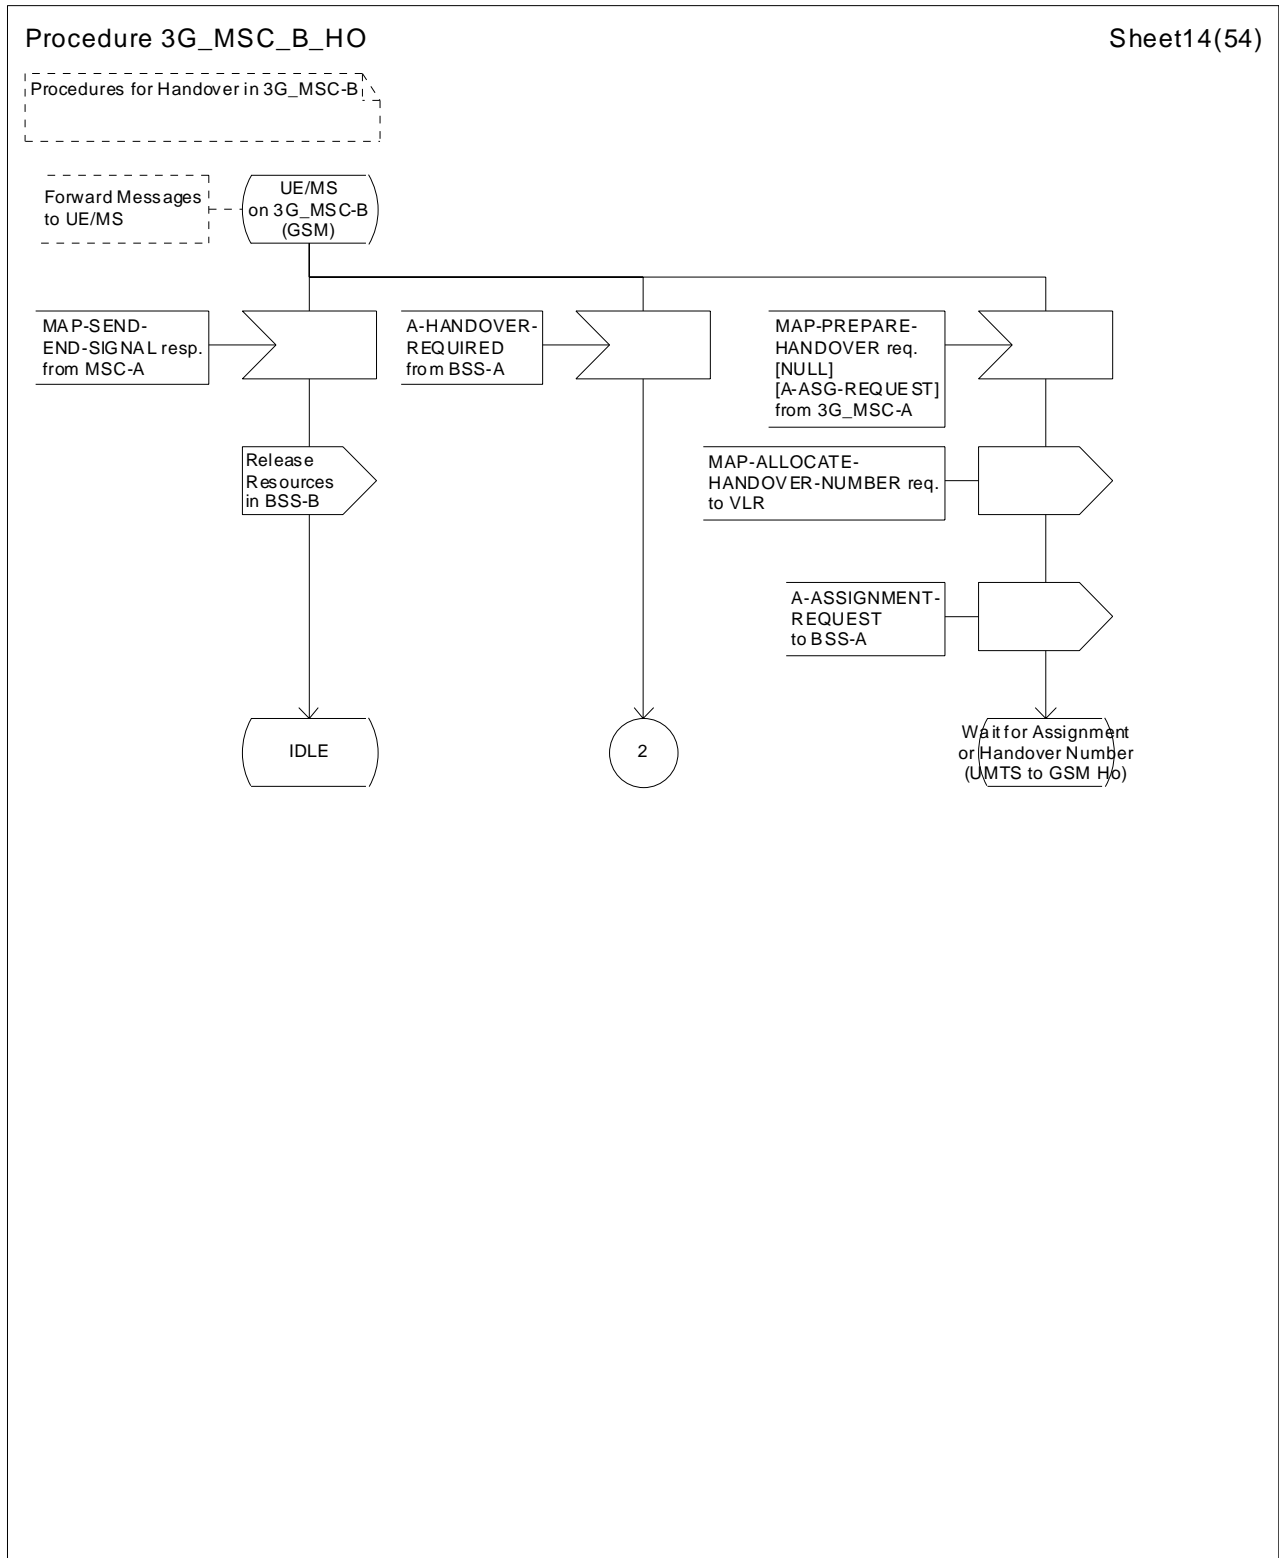 Procedure 3G_MSC_B_HO
Sheet14(54)
Procedures for Handover in 3G_MSC-B
Forward Messages
to UE/MS
UE/MS
on 3G_MSC-B
(GSM)
MAP-SEND-
END-SIGNAL resp.
from MSC-A
A-HANDOVER-
REQUIRED
from BSS-A
MAP-PREPARE-
HANDOVER req.
[NULL]
[A-ASG-REQUEST]
from 3G_MSC-A
Release
Resources
in BSS-B
MAP-ALLOCATE-
HANDOVER-NUMBER req.
to VLR
A-ASSIGNMENT-
REQUEST
to BSS-A
IDLE
2
Wait for Assignment
or Handover Number
(UMTS to GSM Ho)